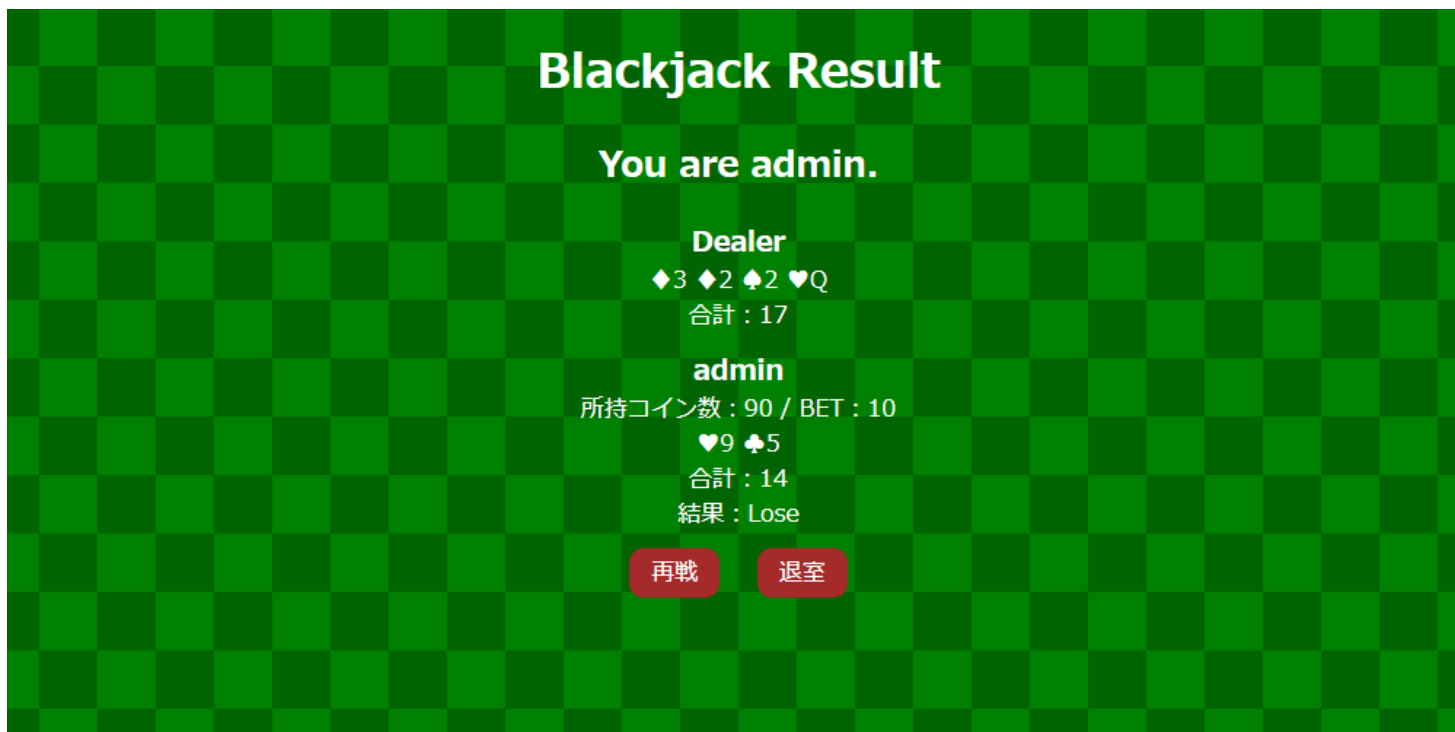 Blackjack Result
You are admin.
Dealer
♦3 ♦2 ♠2 ♥Q
合計：17
admin
所持コイン数：90 / BET：10
♥9 ♣5
合計：14
結果：Lose
再戦 退室